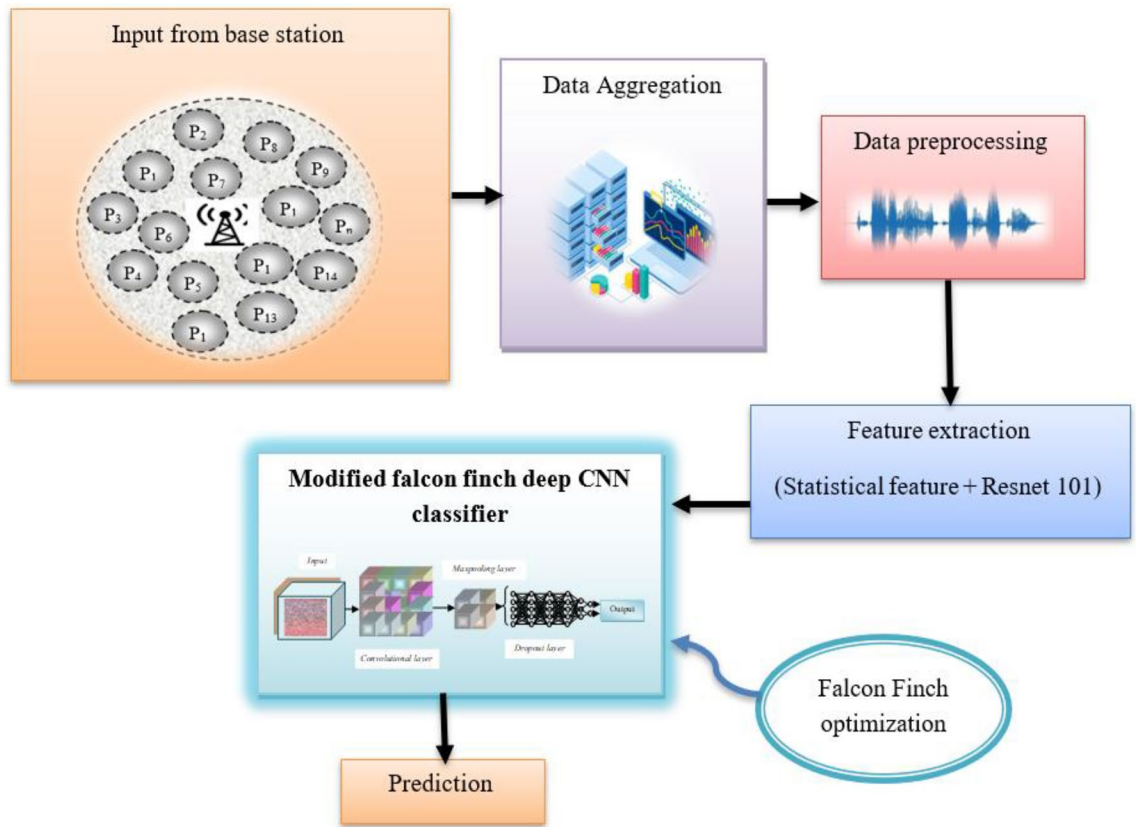 Input from base station
P2
P8
P1
P7
P9
P3
P6
P1
Pn
P4
P5
P1
P14
P13
P1
Data Aggregation
Data preprocessing
Feature extraction
(Statistical feature + Resnet 101)
Modified falcon finch deep CNN
classifier
Input
Convolutional layer
Maxpooling layer
Dropout layer
Output
Falcon Finch
optimization
Prediction